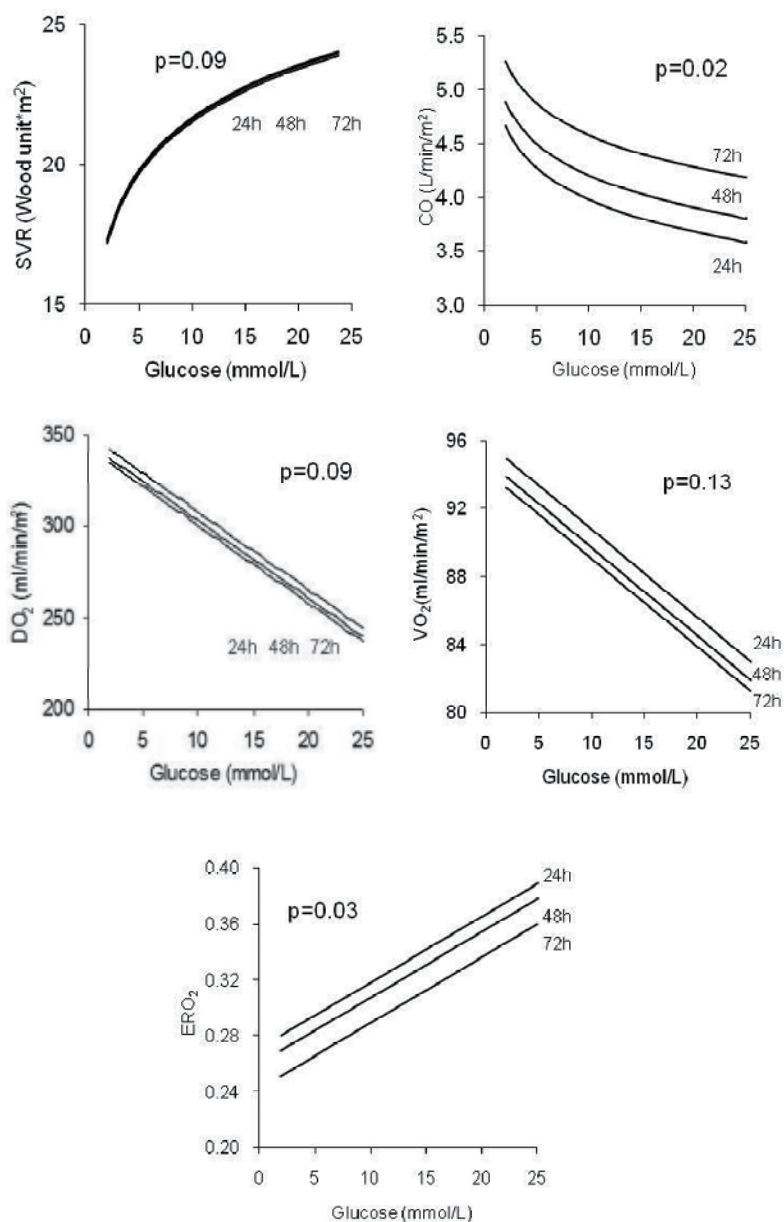 SVR (Wood unit*m²)
25
20
15
p=0.09
24h 48h 72h
0 5 10 15 20 25
Glucose (mmol/L)
CO (L/min/m²)
5.5
5.0
4.5
4.0
3.5
3.0
p=0.02
72h
48h
24h
0 5 10 15 20 25
Glucose (mmol/L)
DO₂ (ml/min/m²)
350
300
250
200
p=0.09
24h 48h 72h
0 5 10 15 20 25
Glucose (mmol/L)
VO₂(ml/min/m²)
96
92
88
84
80
p=0.13
24h
48h
72h
0 5 10 15 20 25
Glucose (mmol/L)
ERO₂
0.40
0.36
0.32
0.28
0.24
0.20
p=0.03
24h
48h
72h
0 5 10 15 20 25
Glucose (mmol/L)